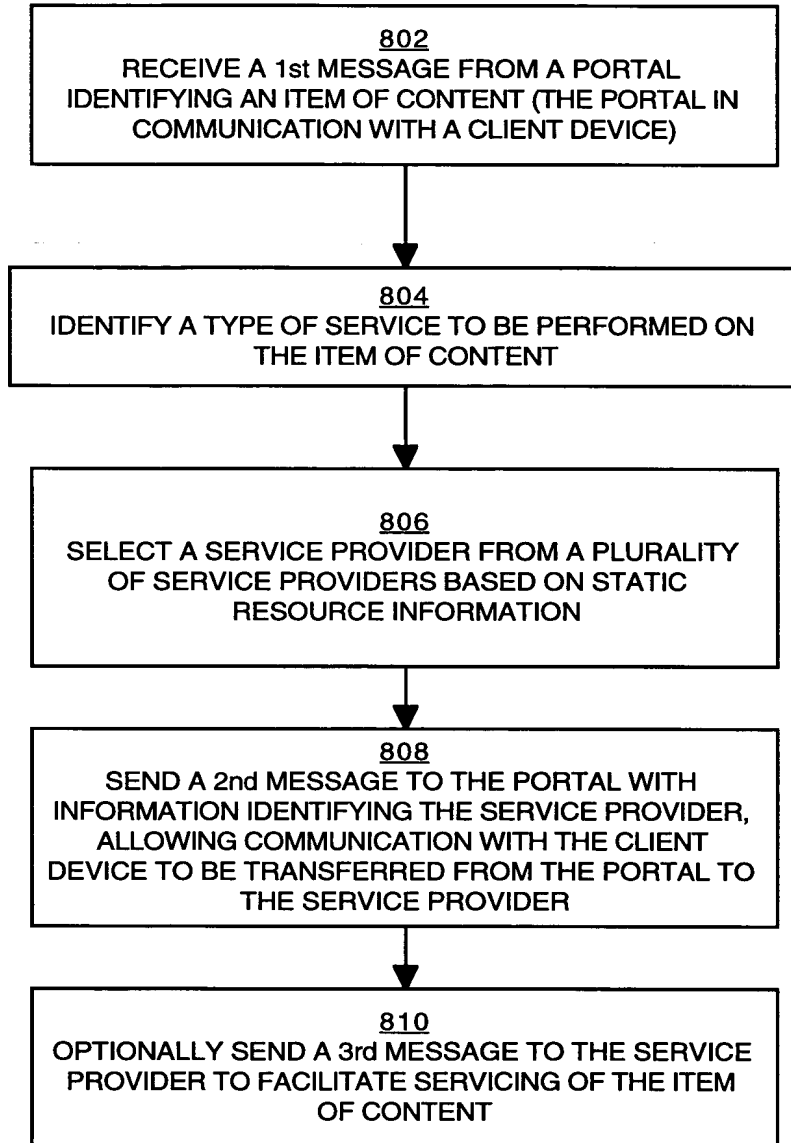 802
RECEIVE A 1st MESSAGE FROM A PORTAL
IDENTIFYING AN ITEM OF CONTENT (THE PORTAL IN
COMMUNICATION WITH A CLIENT DEVICE)
804
IDENTIFY A TYPE OF SERVICE TO BE PERFORMED ON
THE ITEM OF CONTENT
806
SELECT A SERVICE PROVIDER FROM A PLURALITY
OF SERVICE PROVIDERS BASED ON STATIC
RESOURCE INFORMATION
808
SEND A 2nd MESSAGE TO THE PORTAL WITH
INFORMATION IDENTIFYING THE SERVICE PROVIDER,
ALLOWING COMMUNICATION WITH THE CLIENT
DEVICE TO BE TRANSFERRED FROM THE PORTAL TO
THE SERVICE PROVIDER
810
OPTIONALLY SEND A 3rd MESSAGE TO THE SERVICE
PROVIDER TO FACILITATE SERVICING OF THE ITEM
OF CONTENT